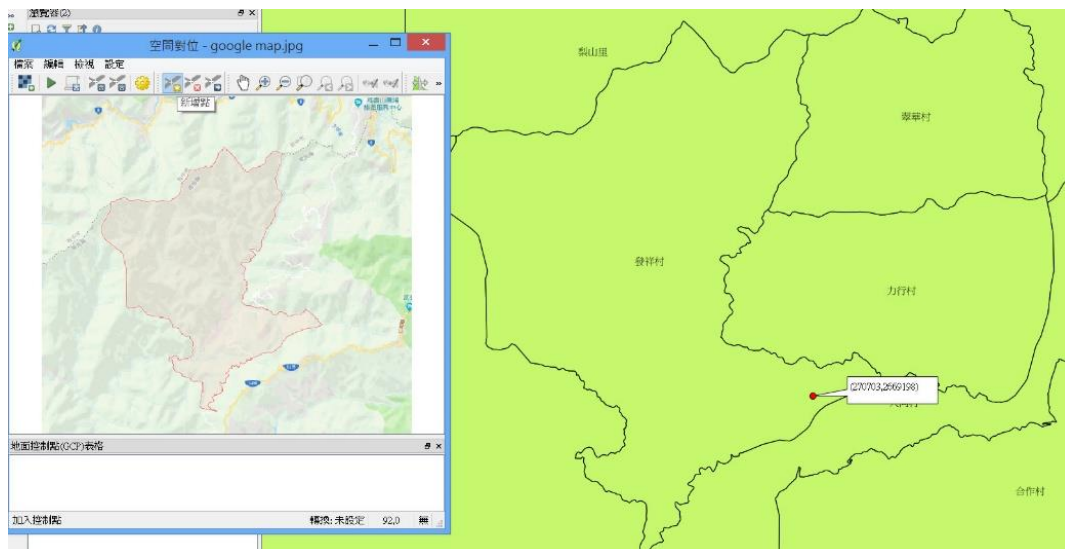 瀏覽器(2)
空間對位 - google map.jpg
檔案 編輯 檢視 設定
新增點
梨山里
翠華村
發祥村
力行村
(270703,2669198)
合作村
地面控制點(GCP)表格
加入控制點 轉換: 未設定 92,0